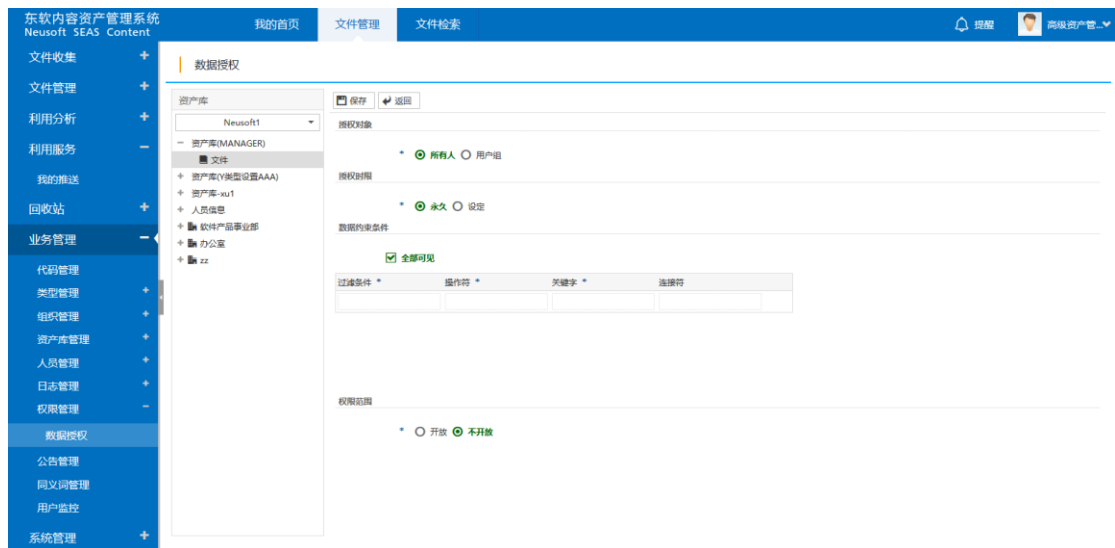 东软内容资产管理系统
Neusoft SEAS Content
我的首页 文件管理 文件检索
提醒 高级资产管...
文件收集
文件管理
利用分析
利用服务
我的推送
回收站
业务管理
代码管理
类型管理
组织管理
资产库管理
人员管理
日志管理
权限管理
数据授权
公告管理
同义词管理
用户监控
系统管理
数据授权
资产库
Neusoft1
资产库(MANAGER)
文件
资产库(Y类型设置AAA)
资产库-xu1
人员信息
软件产品事业部
办公室
zz
保存 返回
授权对象
* 所有人 用户组
授权时限
* 永久 设定
数据约束条件
全部可见
过滤条件 * 操作符 * 关键字 * 连接符
权限范围
* 开放 不开放